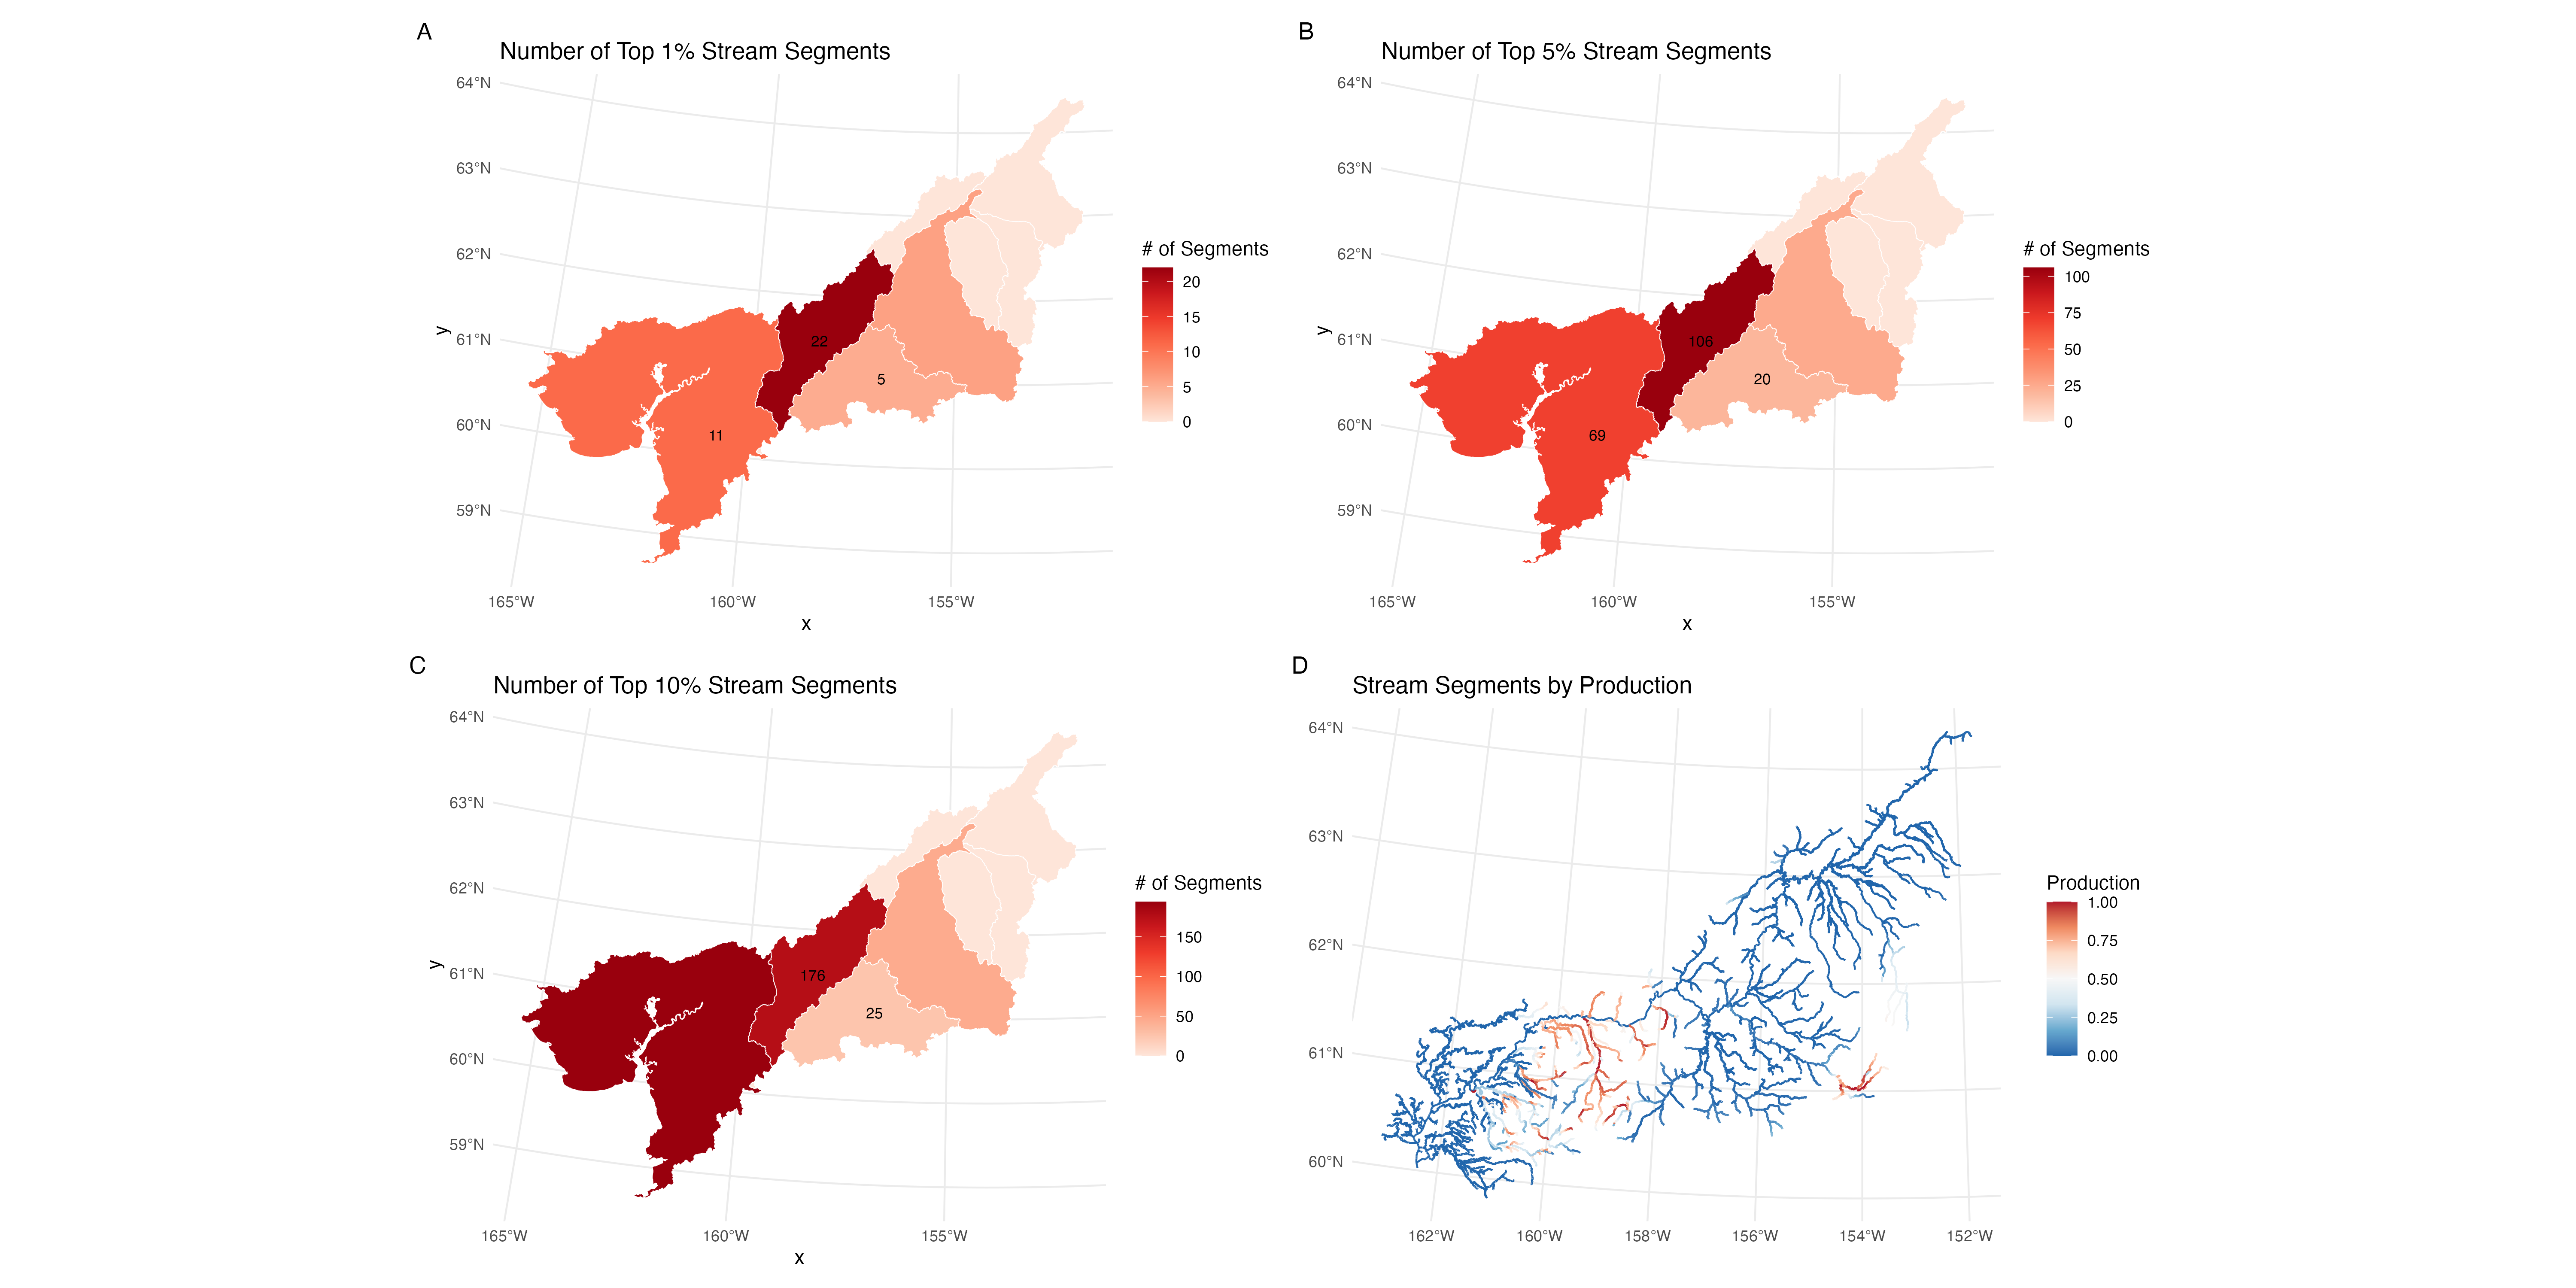 A
Number of Top 1% Stream Segments
64°N
63°N
62°N
61°N
60°N
59°N
y
165°W 160°W 155°W
x
22
5
11
# of Segments
20
15
10
5
0
B
Number of Top 5% Stream Segments
64°N
63°N
62°N
61°N
60°N
59°N
y
165°W 160°W 155°W
x
106
20
69
# of Segments
100
75
50
25
0
C
Number of Top 10% Stream Segments
64°N
63°N
62°N
61°N
60°N
59°N
y
165°W 160°W 155°W
x
176
25
# of Segments
150
100
50
0
D
Stream Segments by Production
64°N
63°N
62°N
61°N
60°N
162°W 160°W 158°W 156°W 154°W 152°W
Production
1.00
0.75
0.50
0.25
0.00